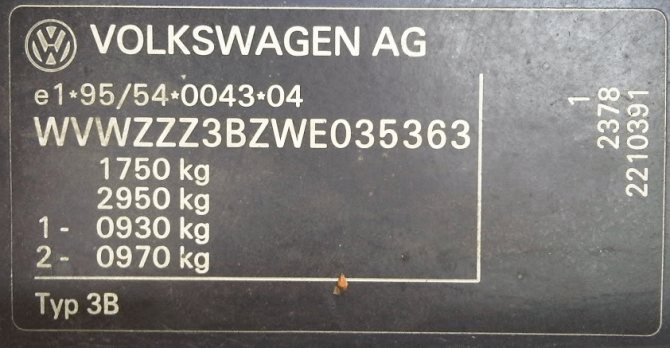 VOLKSWAGEN AG
e1*95/54*0043*04
WVWZZZ3BZWE035363
1750 kg
2950 kg
1 - 0930 kg
2 - 0970 kg
Typ 3B
1
2378
2210391